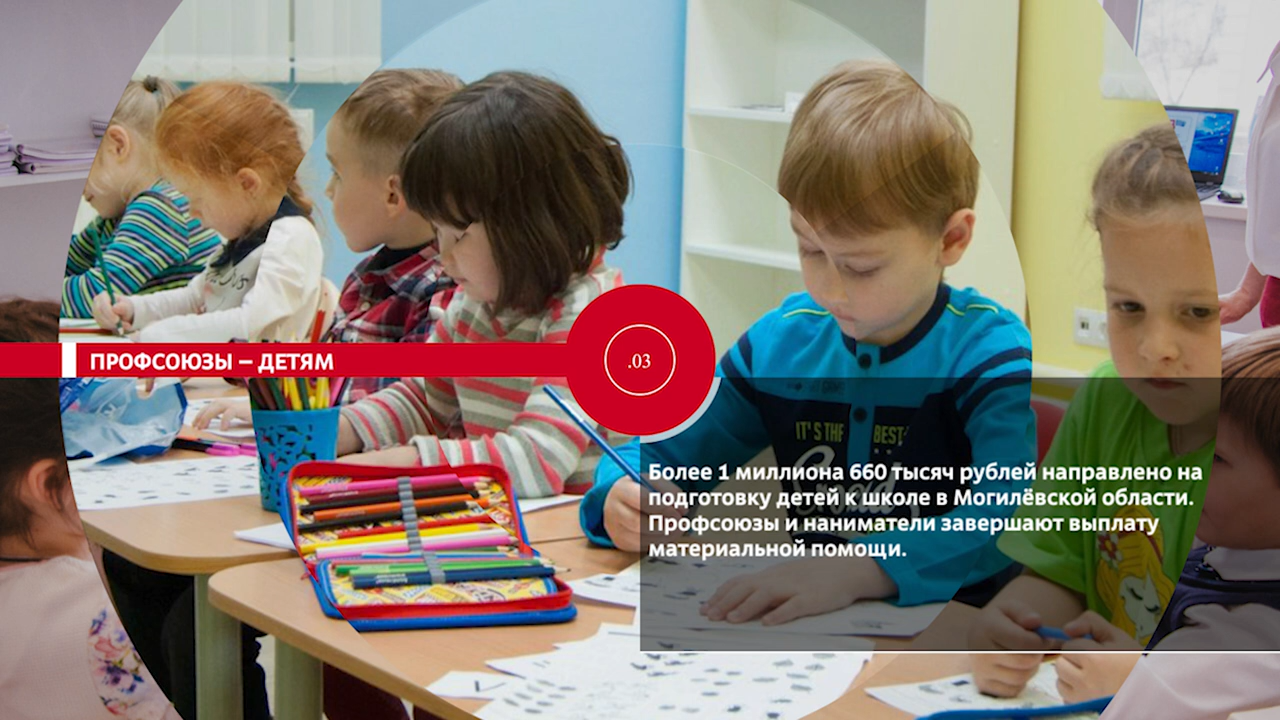 ПРОФСОЮЗЫ – ДЕТЯМ
.03
IT'S THE BEST
Более 1 миллиона 660 тысяч рублей направлено на
подготовку детей к школе в Могилёвской области.
Профсоюзы и наниматели завершают выплату
материальной помощи.